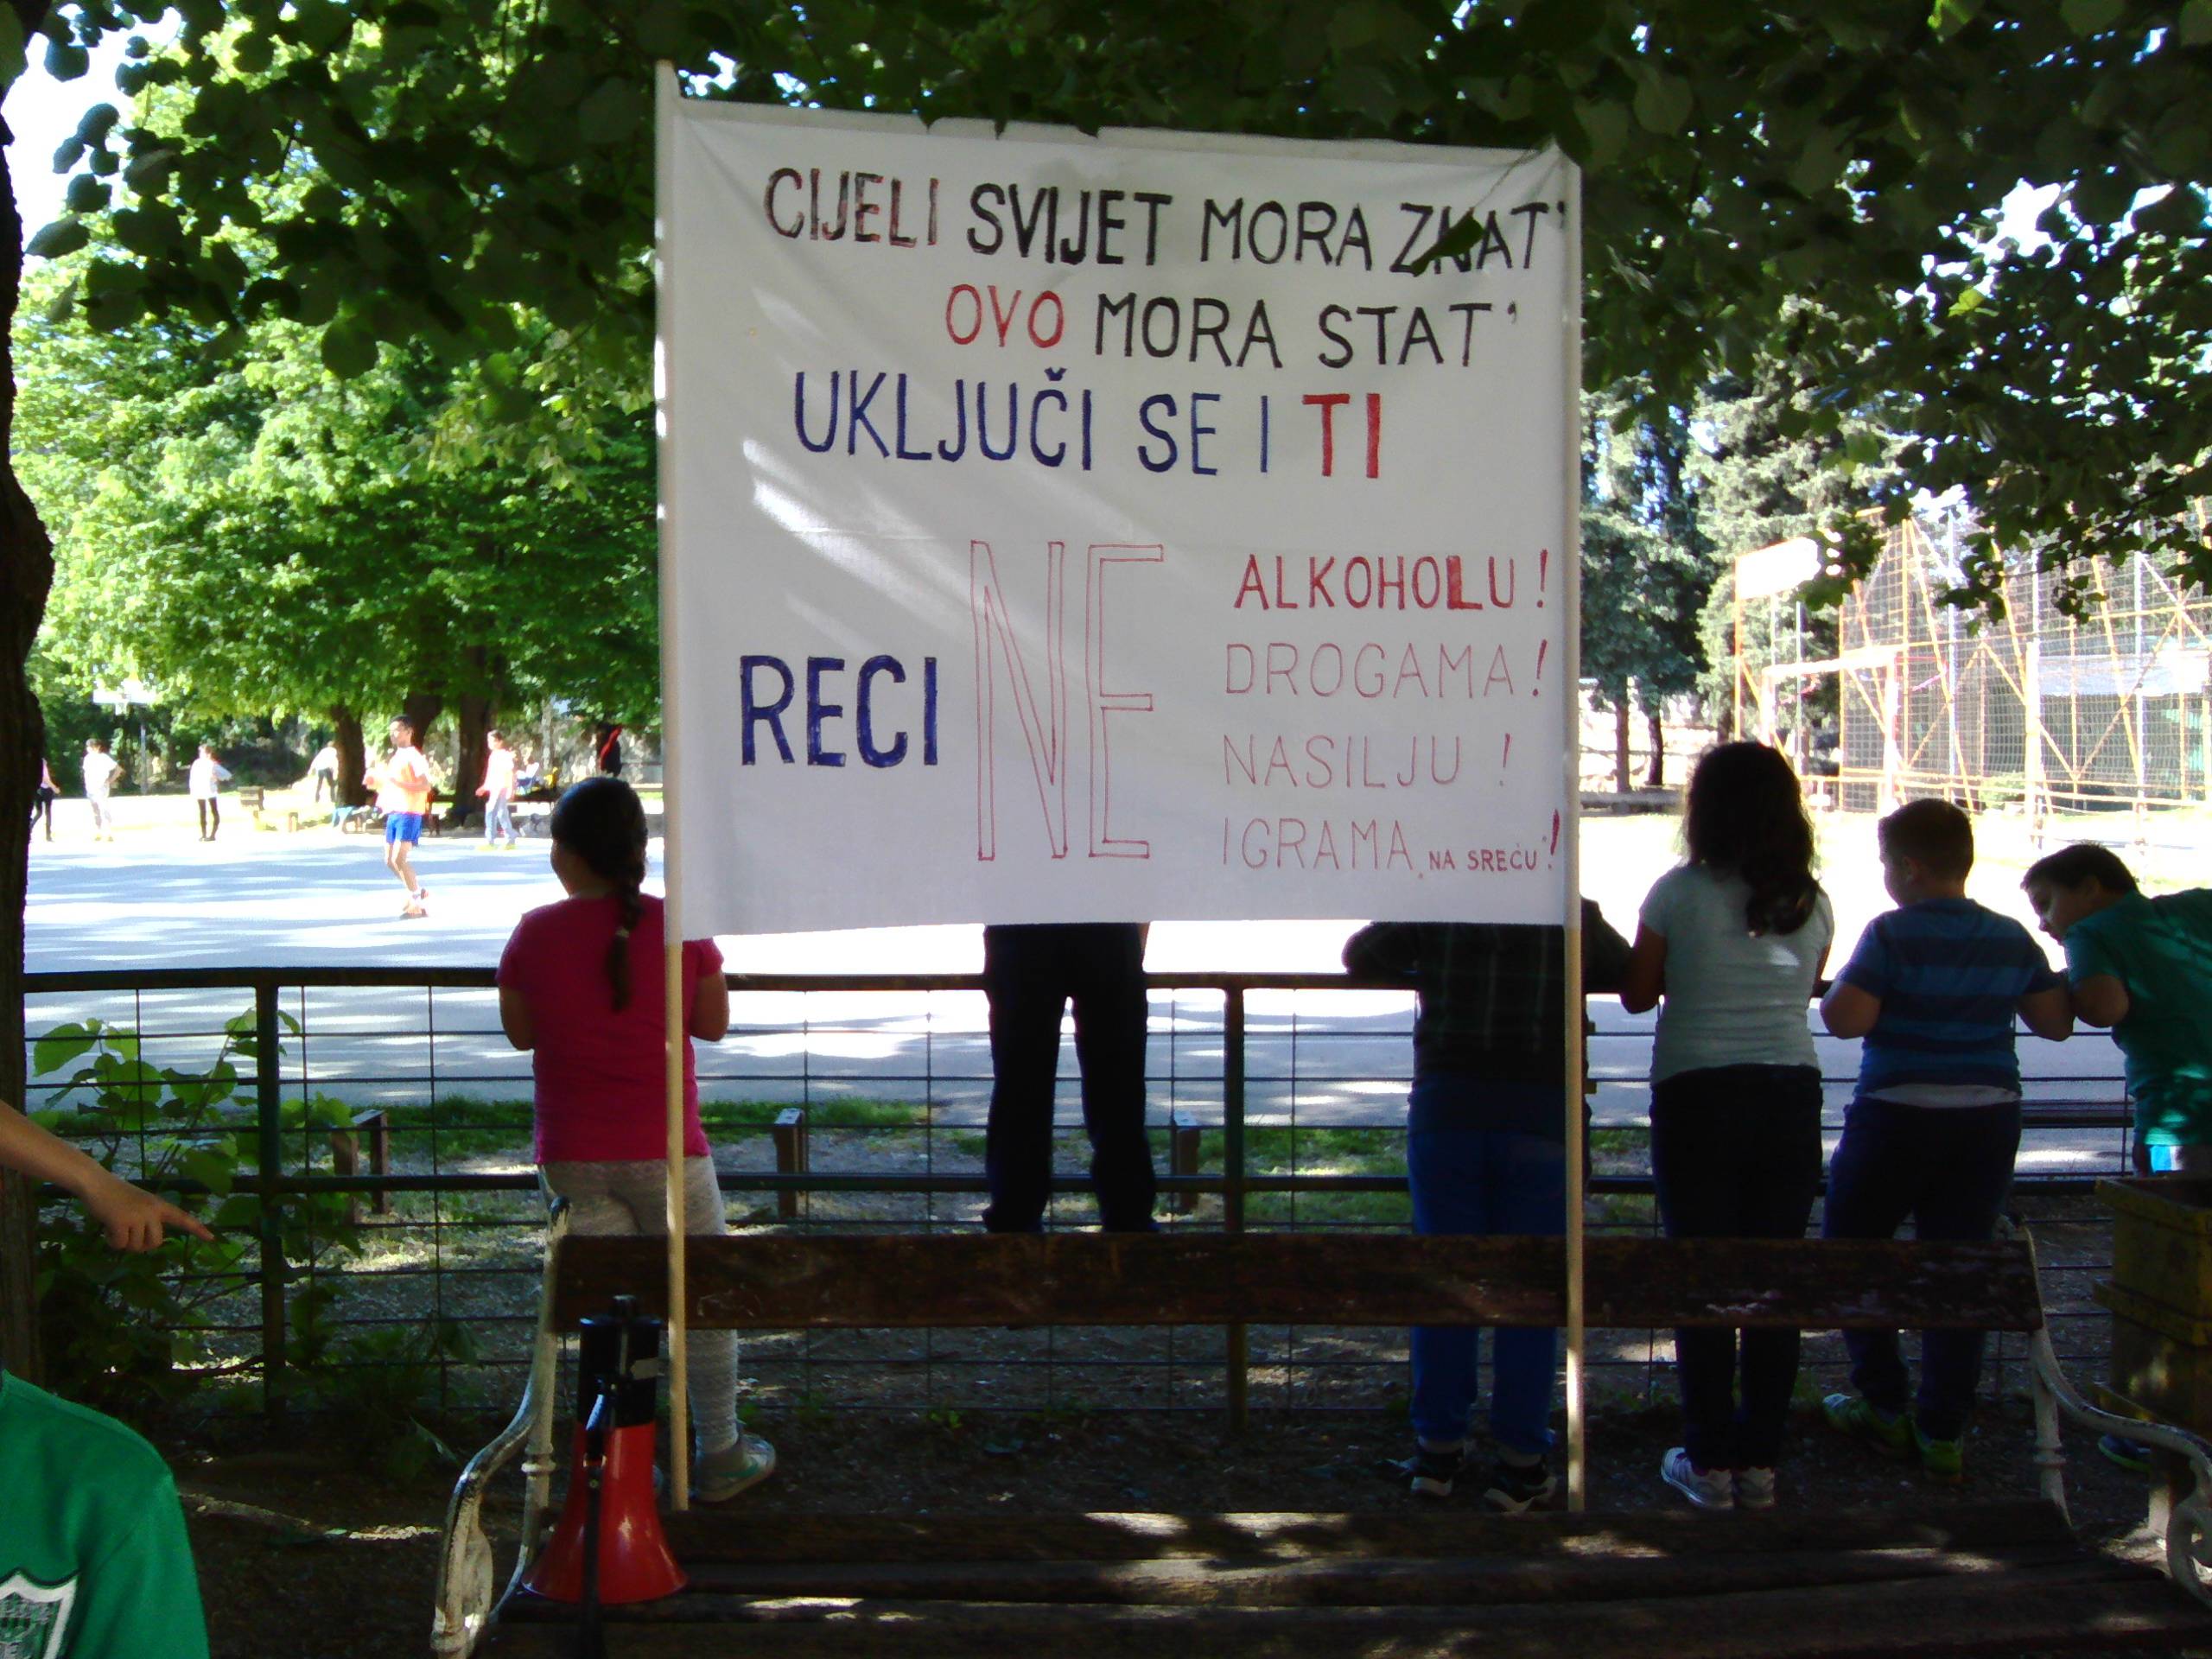 CIJELI SVIJET MORA ZNAT'
OVO MORA STAT'
UKLJUČI SE I TI
RECI NE ALKOHOLU!
DROGAMA!
NASILJU!
IGRAMA NA SREĆU!